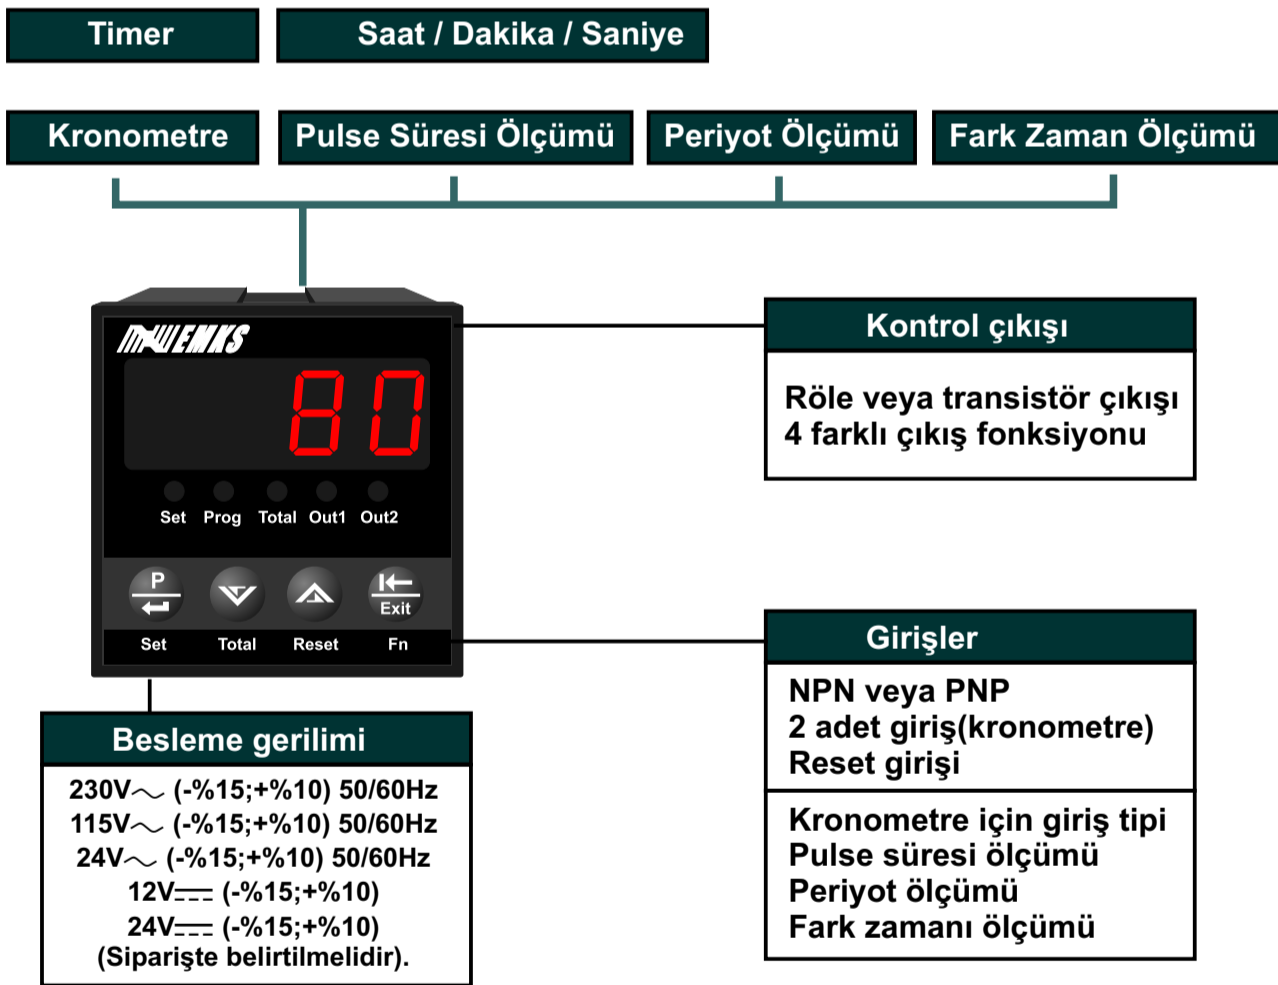 Timer
Saat / Dakika / Saniye
Kronometre
Pulse Süresi Ölçümü
Periyot Ölçümü
Fark Zaman Ölçümü
EMKS
80
Set Prog Total Out1 Out2
P
Exit
Set Total Reset Fn
Kontrol çıkışı
Röle veya transistör çıkışı
4 farklı çıkış fonksiyonu
Girişler
NPN veya PNP
2 adet giriş(kronometre)
Reset girişi
Kronometre için giriş tipi
Pulse süresi ölçümü
Periyot ölçümü
Fark zamanı ölçümü
Besleme gerilimi
230V～ (-%15;+%10) 50/60Hz
115V～ (-%15;+%10) 50/60Hz
24V～ (-%15;+%10) 50/60Hz
12V⎓ (-%15;+%10)
24V⎓ (-%15;+%10)
(Siparişte belirtilmelidir).